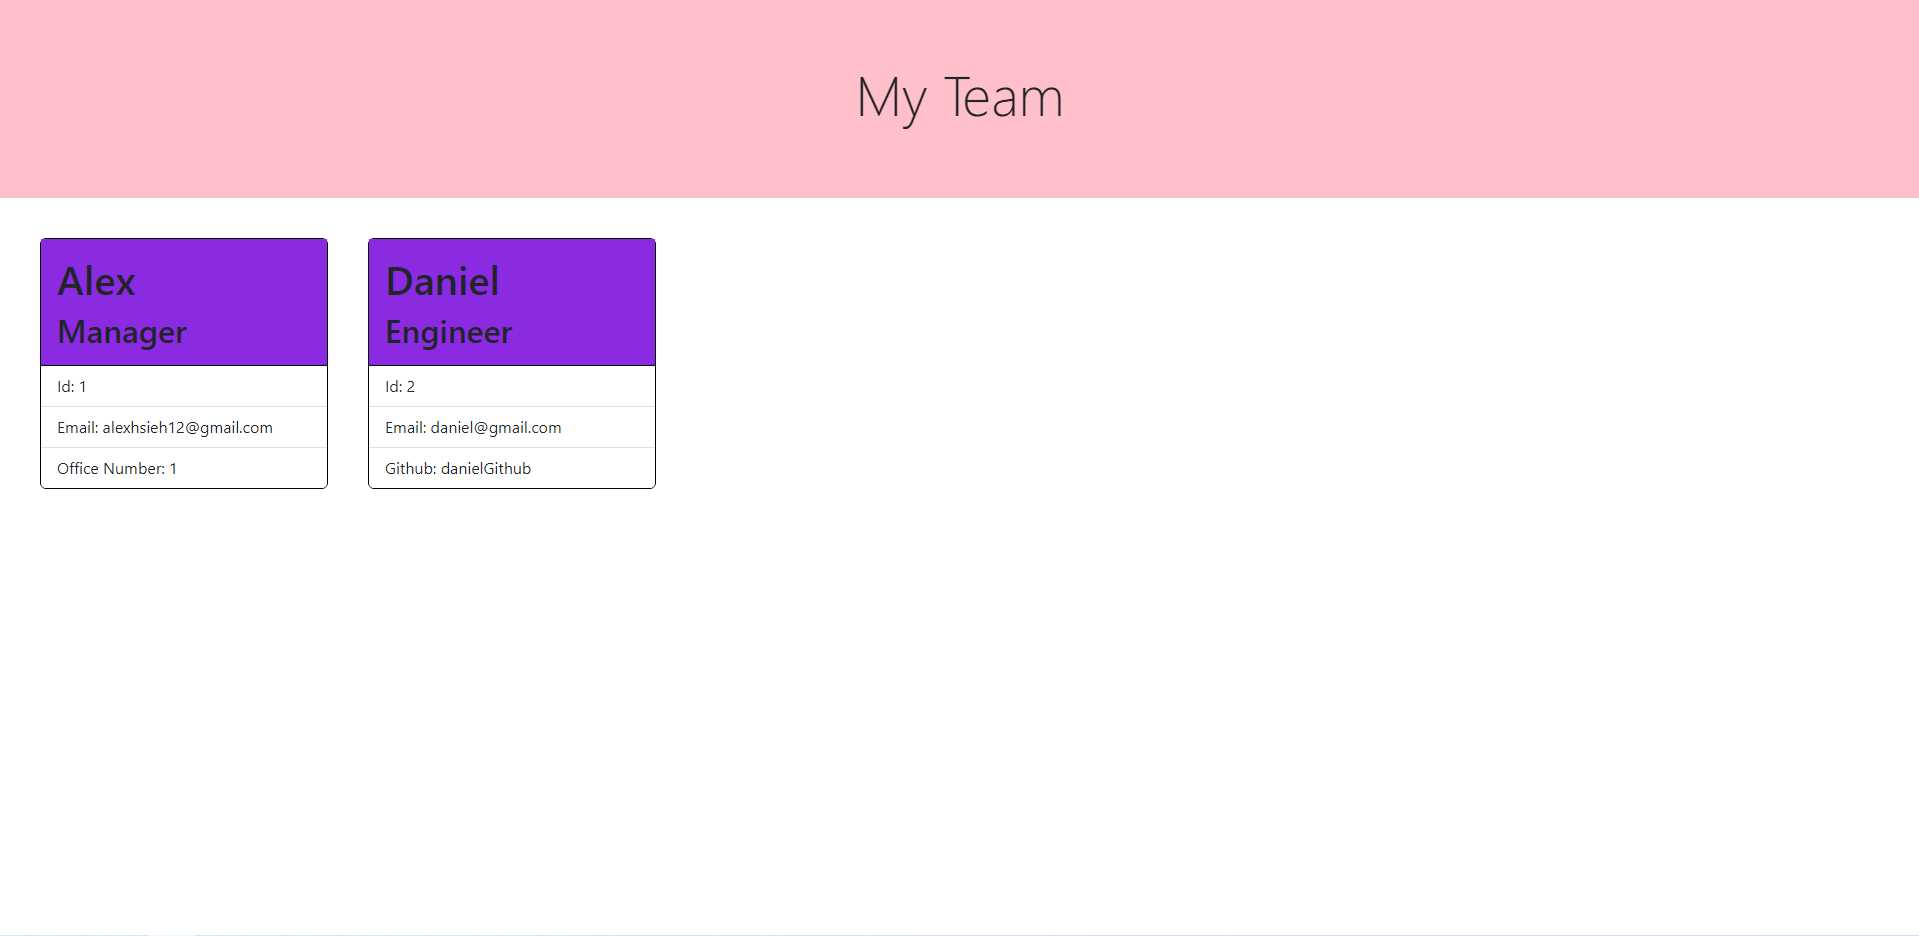 My Team
Alex
Manager
Id: 1
Email: alexhsieh12@gmail.com
Office Number: 1
Daniel
Engineer
Id: 2
Email: daniel@gmail.com
Github: danielGithub